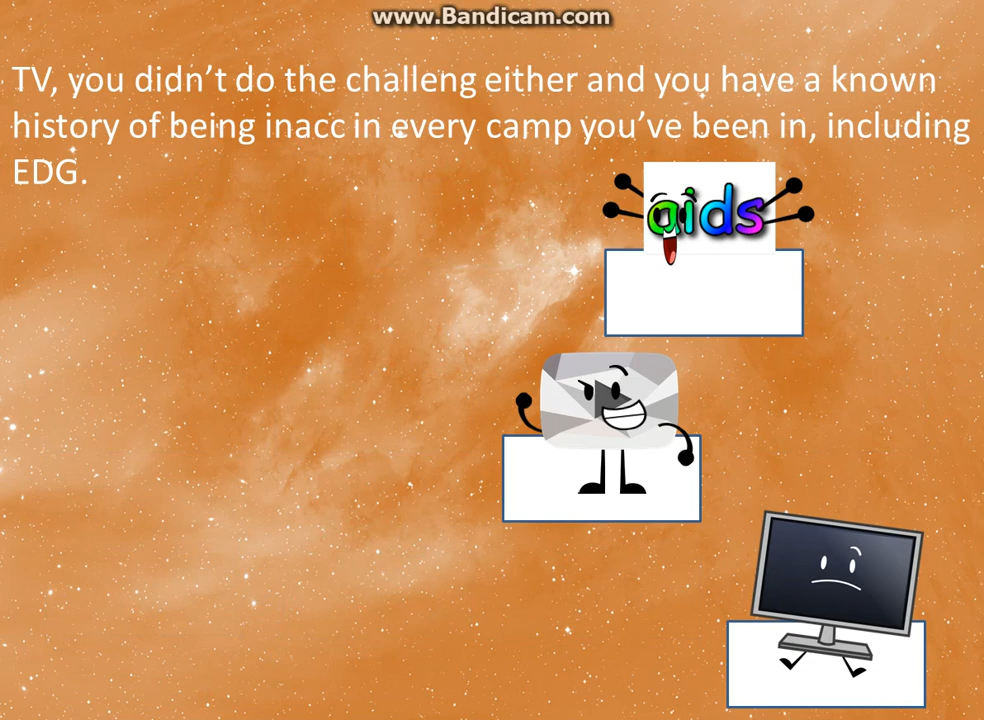 www.Bandicam.com
TV, you didn’t do the challeng either and you have a known
history of being inacc in every camp you’ve been in, including
EDG.
aids